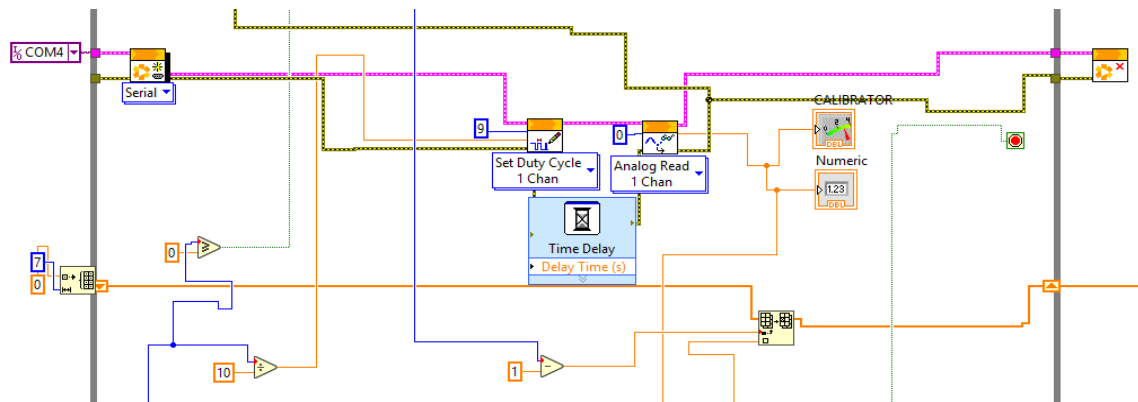 I/O COM4
Serial
9
Set Duty Cycle
1 Chan
0
Analog Read
1 Chan
CALIBRATOR
DBL
Numeric
1.23
DBL
Time Delay
Delay Time (s)
0
7
0
10
1